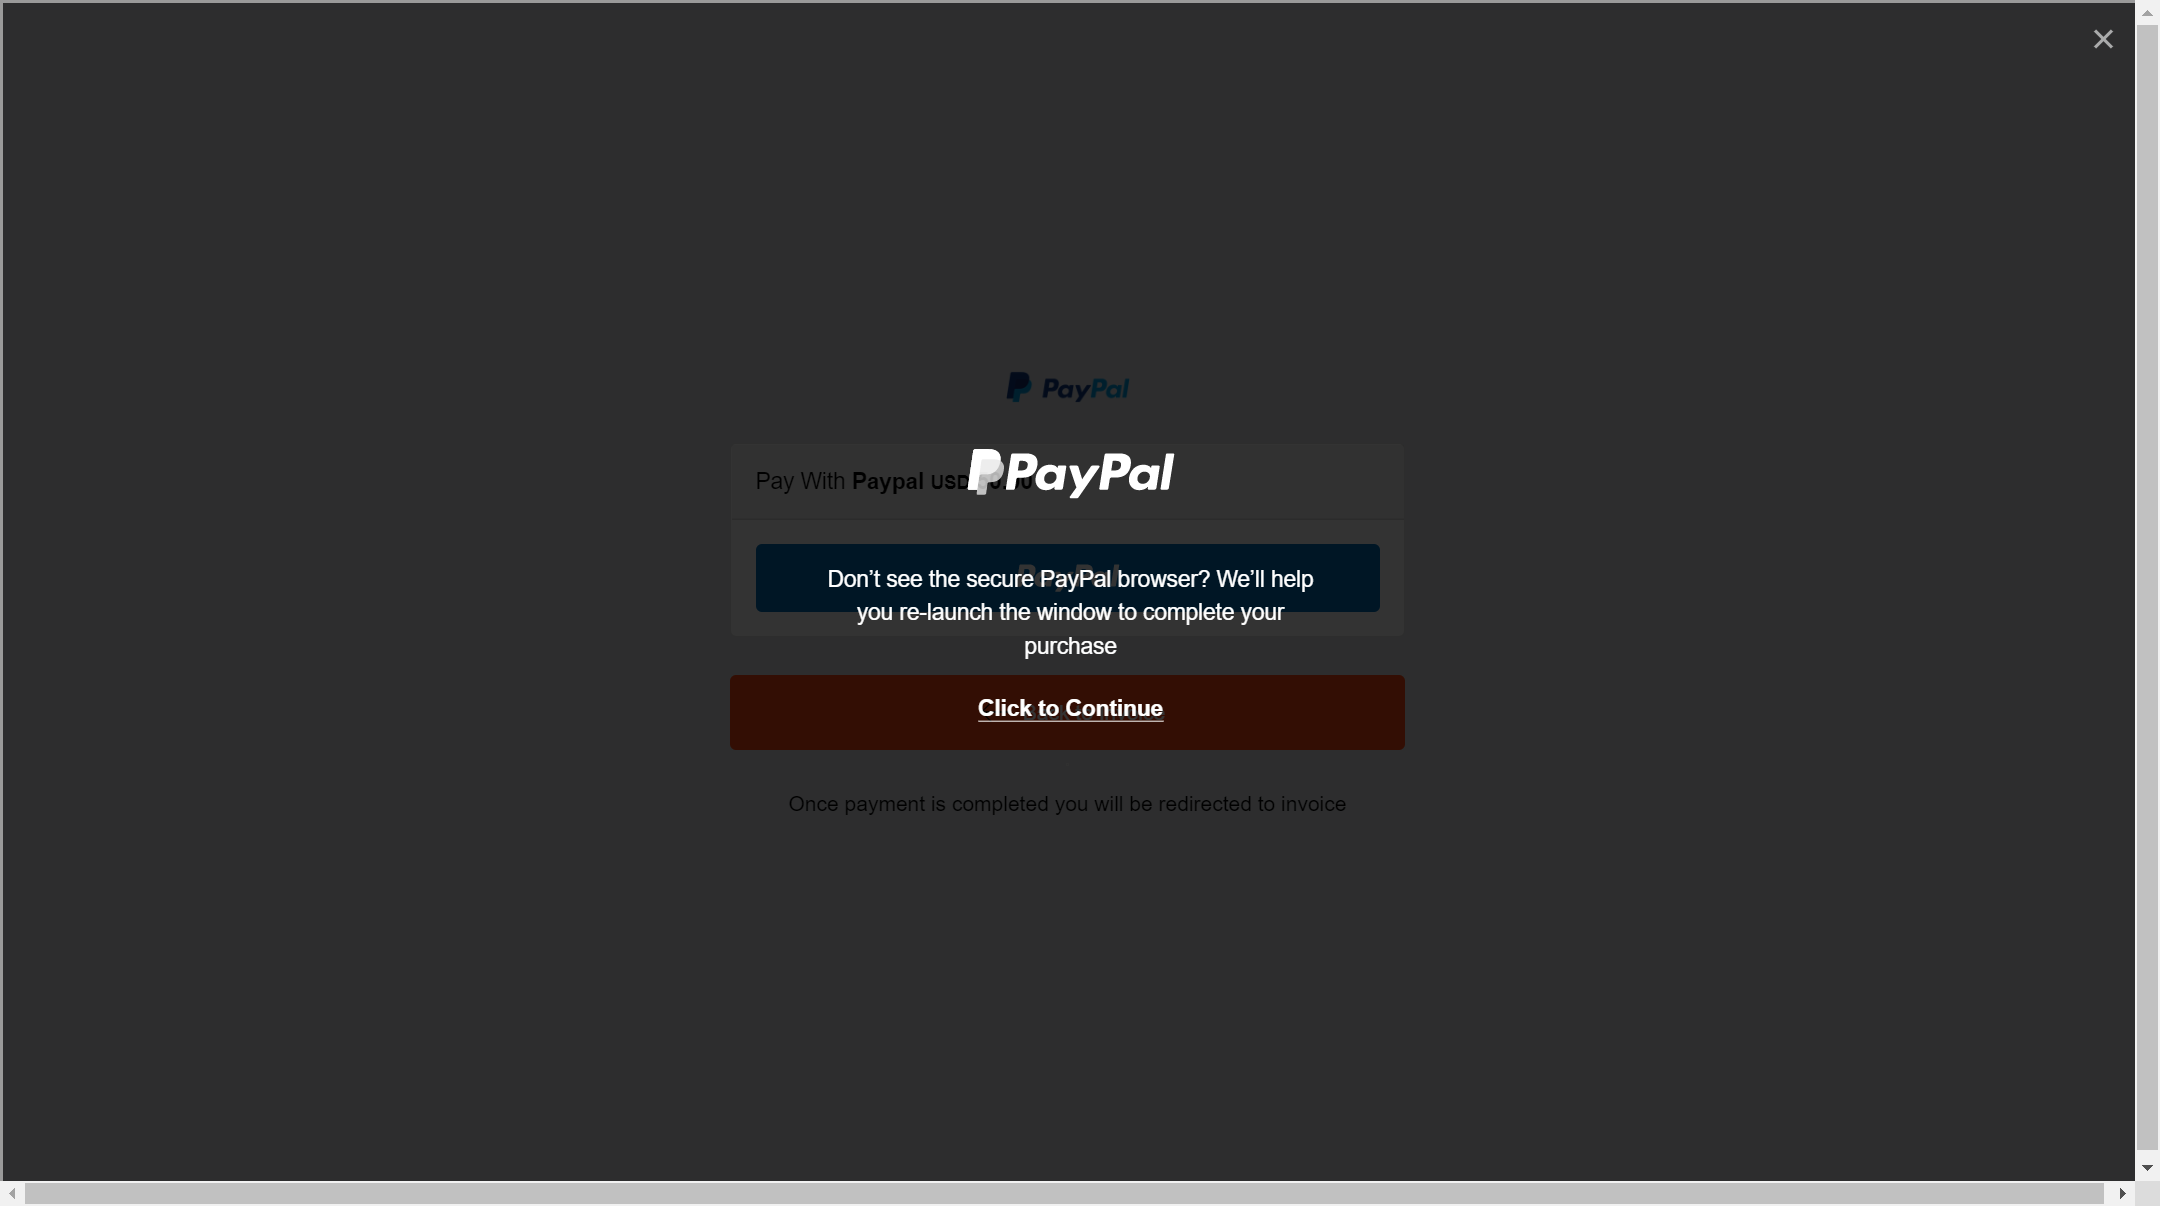 PayPal
PayPal
Pay With Paypal USD
Don’t see the secure PayPal browser? We’ll help
you re-launch the window to complete your
purchase
Click to Continue
Once payment is completed you will be redirected to invoice